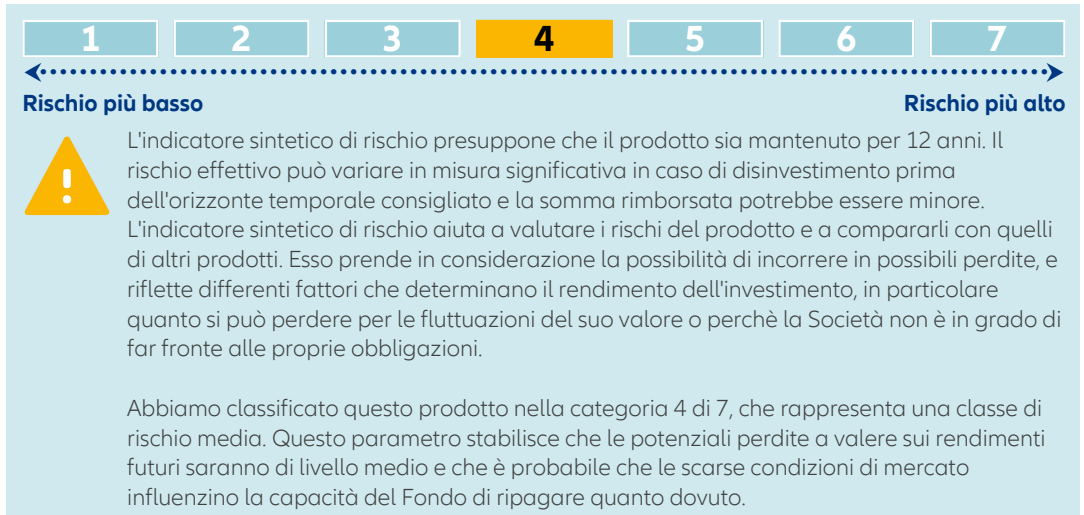 1 2 3 4 5 6 7
Rischio più basso Rischio più alto
L'indicatore sintetico di rischio presuppone che il prodotto sia mantenuto per 12 anni. Il
rischio effettivo può variare in misura significativa in caso di disinvestimento prima
dell'orizzonte temporale consigliato e la somma rimborsata potrebbe essere minore.
L'indicatore sintetico di rischio aiuta a valutare i rischi del prodotto e a compararli con quelli
di altri prodotti. Esso prende in considerazione la possibilità di incorrere in possibili perdite, e
riflette differenti fattori che determinano il rendimento dell'investimento, in particolare
quanto si può perdere per le fluttuazioni del suo valore o perchè la Società non è in grado di
far fronte alle proprie obbligazioni.
Abbiamo classificato questo prodotto nella categoria 4 di 7, che rappresenta una classe di
rischio media. Questo parametro stabilisce che le potenziali perdite a valere sui rendimenti
futuri saranno di livello medio e che è probabile che le scarse condizioni di mercato
influenzino la capacità del Fondo di ripagare quanto dovuto.